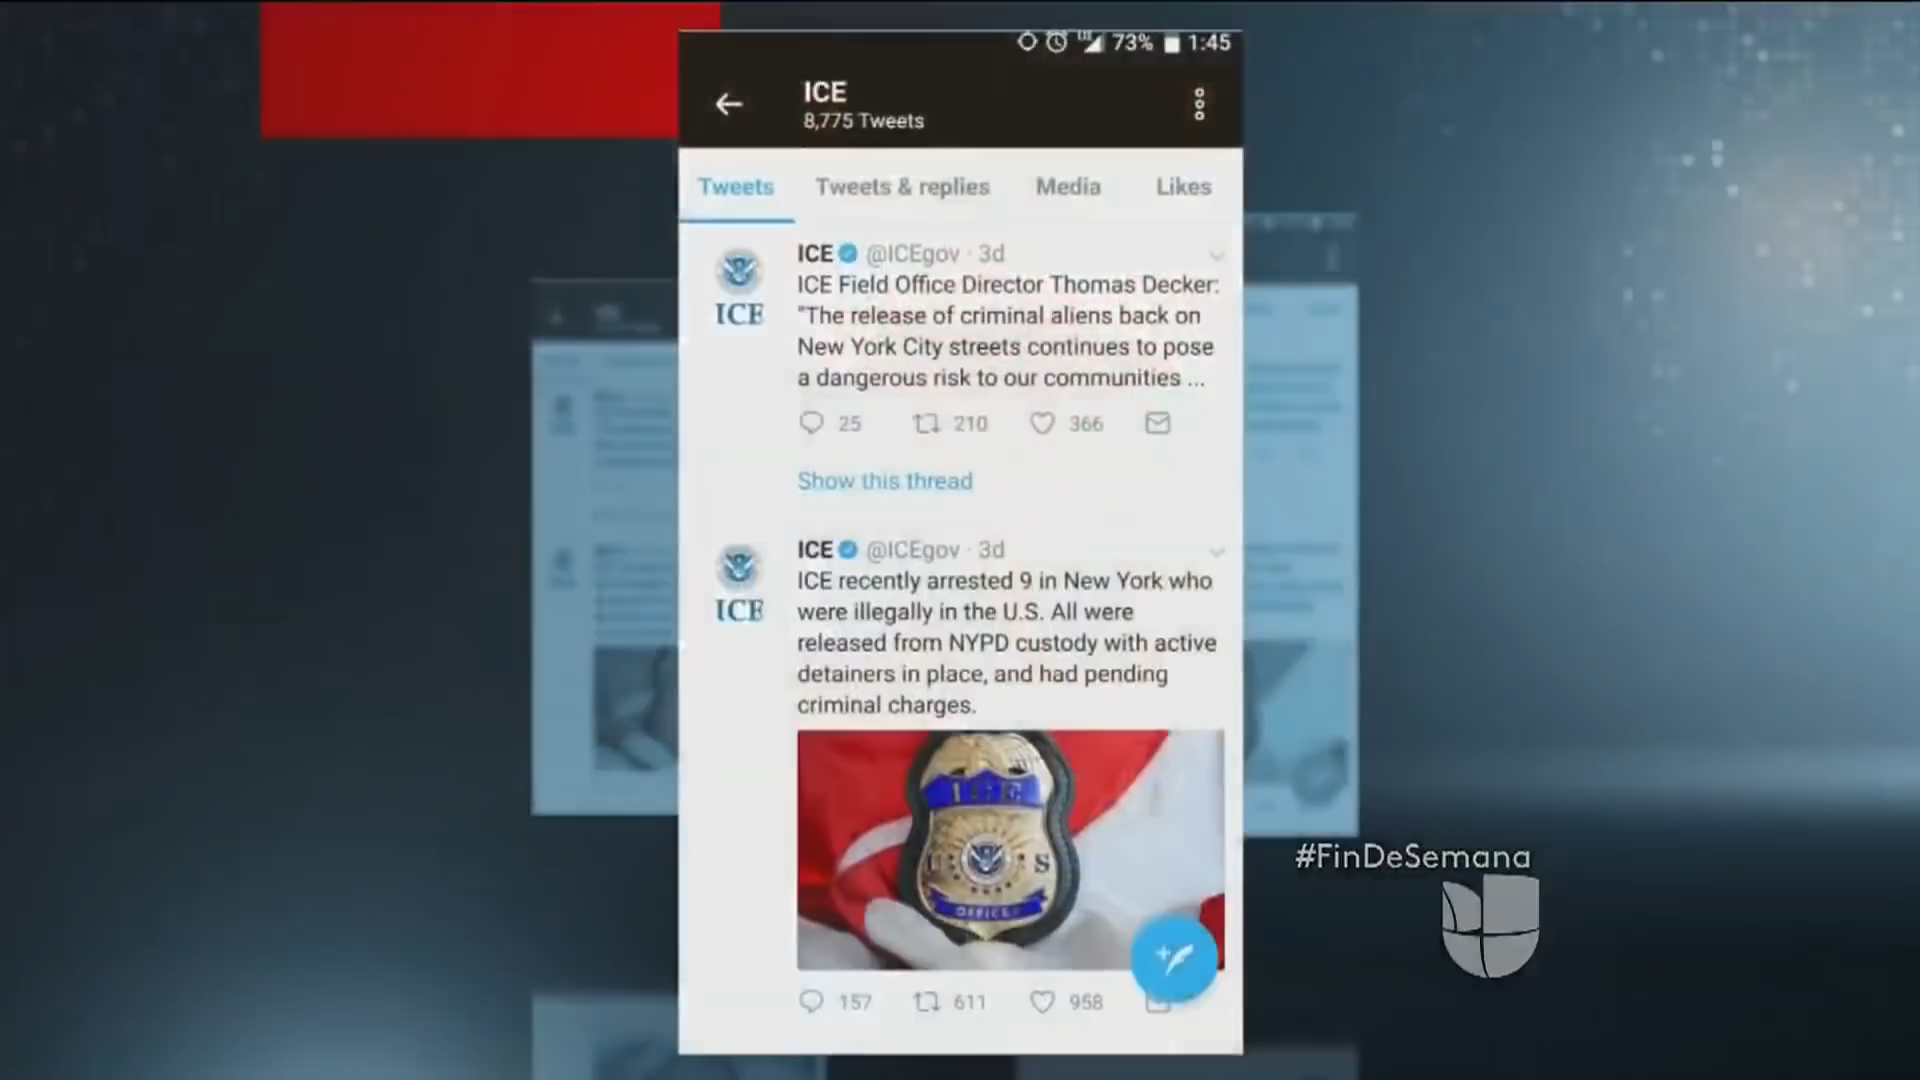 LTE 73% 1:45
ICE
8,775 Tweets
Tweets Tweets & replies Media Likes
ICE @ICEgov · 3d
ICE Field Office Director Thomas Decker:
"The release of criminal aliens back on
New York City streets continues to pose
a dangerous risk to our communities ...
25 210 366
Show this thread
ICE
ICE @ICEgov · 3d
ICE recently arrested 9 in New York who
were illegally in the U.S. All were
released from NYPD custody with active
detainers in place, and had pending
criminal charges.
ICE
ICE
U S
OFFICER
157 611 958
#FinDeSemana